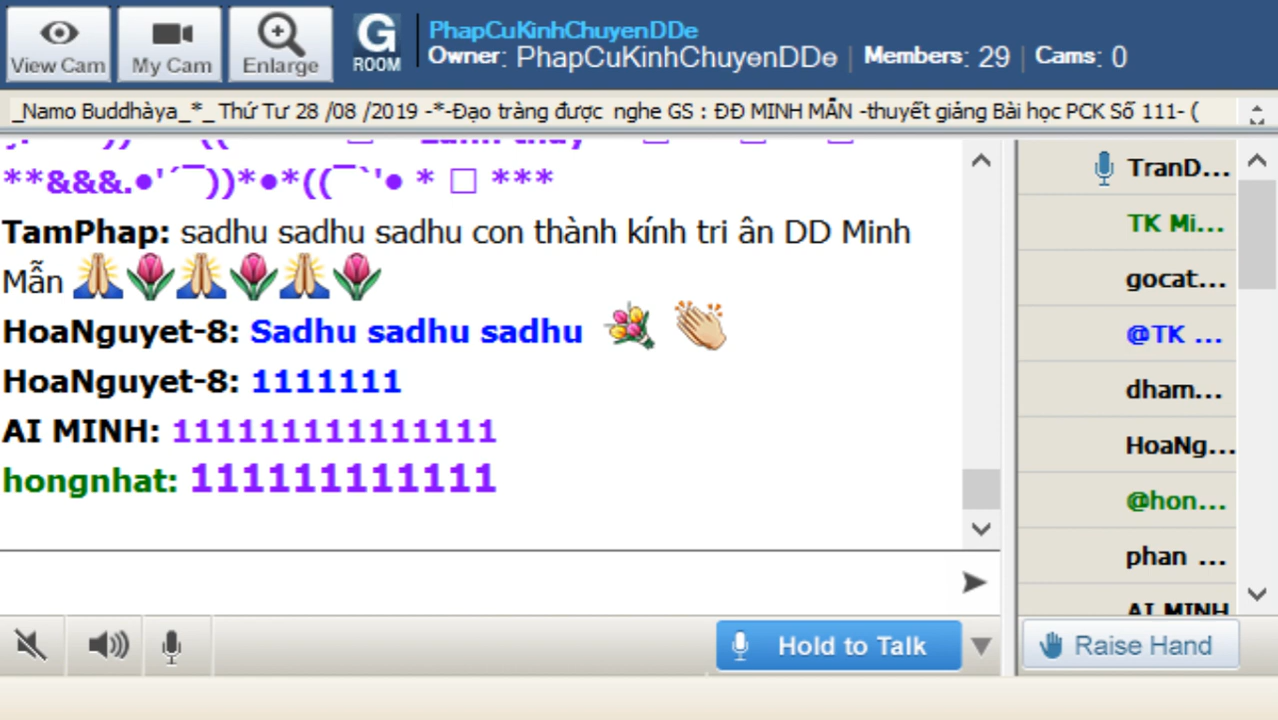 View Cam
My Cam
Enlarge
G
ROOM
PhapCuKinhChuyenDDe
Owner: PhapCuKinhChuyenDDe | Members: 29 | Cams: 0
_Namo Buddhàya_*_ Thứ Tư 28 /08 /2019 -*-Đạo tràng được nghe GS : ĐĐ MINH MẪN -thuyết giảng Bài học PCK Số 111- (
**&&&.●'´¯))*●*((¯`'● * □ ***
TamPhap: sadhu sadhu sadhu con thành kính tri ân DD Minh
Mẫn 🙏🌷🙏🌷🙏🌷
HoaNguyet-8: Sadhu sadhu sadhu 💐 👏
HoaNguyet-8: 1111111
AI MINH: 111111111111111
hongnhat: 111111111111
TranD...
TK Mi...
gocat...
@TK ...
dham...
HoaNg...
@hon...
phan ...
AI MINH
Hold to Talk
Raise Hand